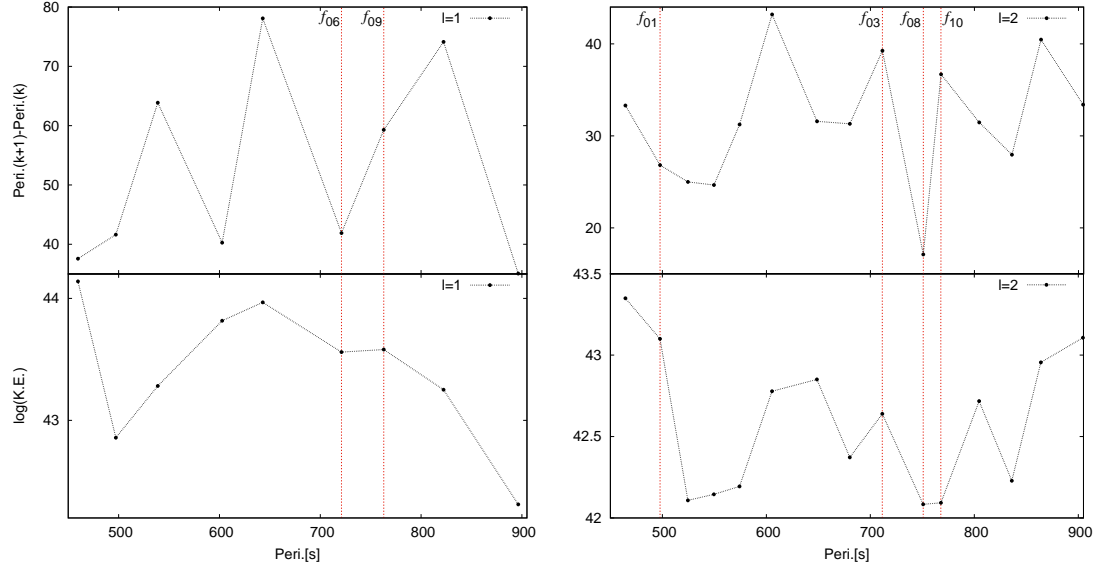 f06 f09 l=1
80
70
60
50
40
Peri.(k+1)-Peri.(k)
l=1
44
43
log(K.E.)
500 600 700 800 900
Peri.[s]
f01 f03 f08 f10 l=2
40
30
20
43.5 l=2
43
42.5
42
500 600 700 800 900
Peri.[s]